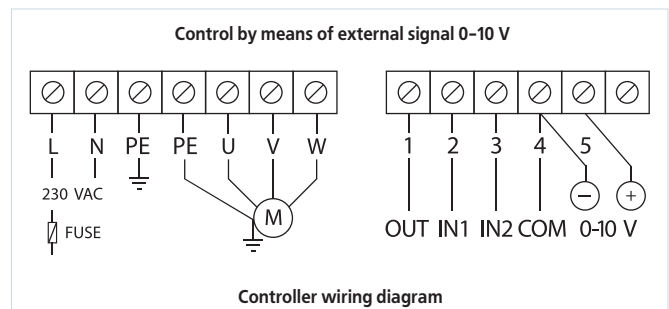 Control by means of external signal 0–10 V
L N PE PE U V W
1 2 3 4 5
230 VAC
FUSE
M
− +
OUT IN1 IN2 COM 0-10 V
Controller wiring diagram